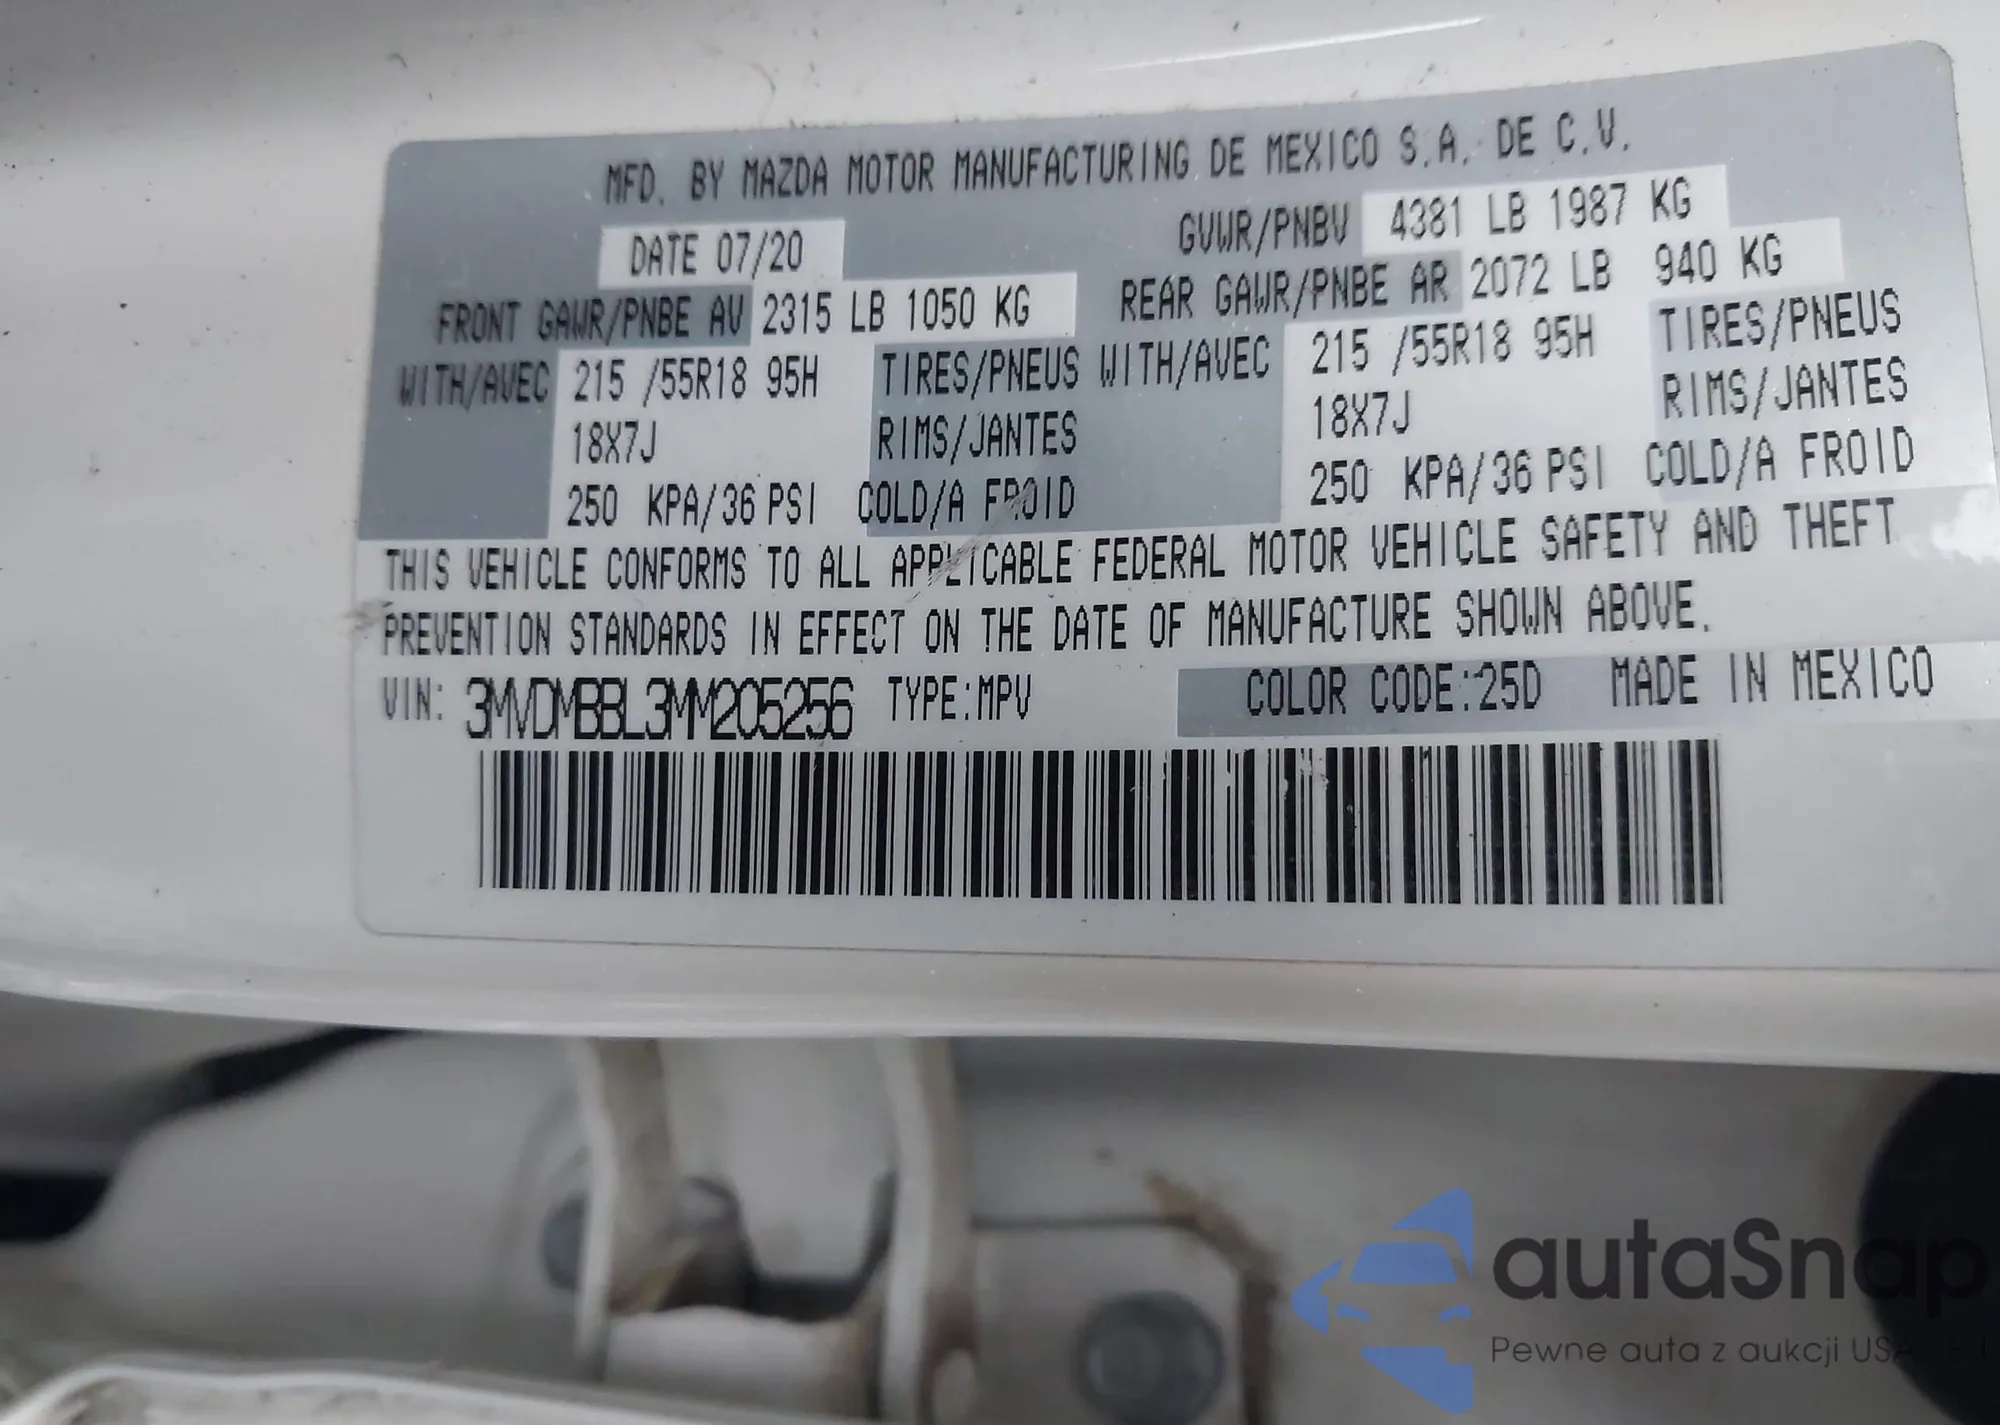 MFD. BY MAZDA MOTOR MANUFACTURING DE MEXICO S.A. DE C.V.
DATE 07/20 GVWR/PNBV 4381 LB 1987 KG
FRONT GAWR/PNBE AV 2315 LB 1050 KG REAR GAWR/PNBE AR 2072 LB 940 KG
WITH/AVEC 215 /55R18 95H TIRES/PNEUS WITH/AVEC 215 /55R18 95H TIRES/PNEUS
18X7J RIMS/JANTES 18X7J RIMS/JANTES
250 KPA/36 PSI COLD/A FROID 250 KPA/36 PSI COLD/A FROID
THIS VEHICLE CONFORMS TO ALL APPLICABLE FEDERAL MOTOR VEHICLE SAFETY AND THEFT
PREVENTION STANDARDS IN EFFECT ON THE DATE OF MANUFACTURE SHOWN ABOVE.
VIN: 3MVDMBBL3MM205256 TYPE:MPV COLOR CODE:25D MADE IN MEXICO
autaSnap
Pewne auta z aukcji USA